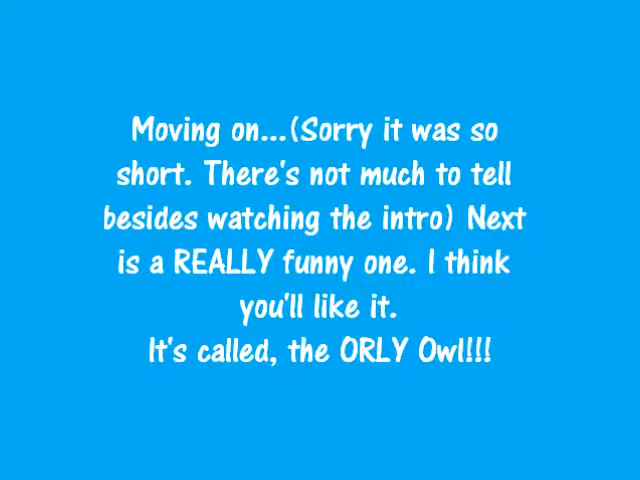 Moving on...(Sorry it was so
short. There's not much to tell
besides watching the intro) Next
is a REALLY funny one. I think
you'll like it.
It's called, the ORLY Owl!!!